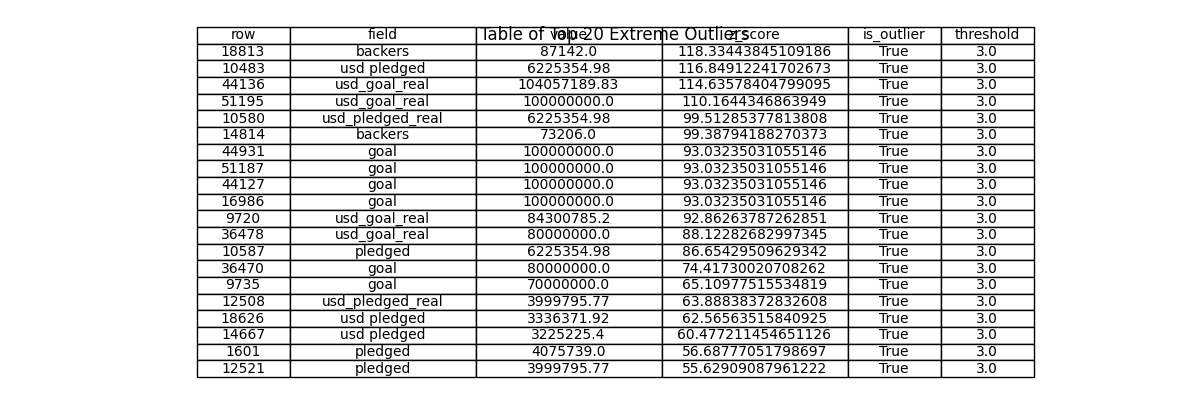 Table of Top 20 Extreme Outliers
row field value z_score is_outlier threshold
18813 backers 87142.0 118.33443845109186 True 3.0
10483 usd pledged 6225354.98 116.84912241702673 True 3.0
44136 usd_goal_real 104057189.83 114.63578404799095 True 3.0
51195 usd_goal_real 100000000.0 110.1644346863949 True 3.0
10580 usd_pledged_real 6225354.98 99.51285377813808 True 3.0
14814 backers 73206.0 99.38794188270373 True 3.0
44931 goal 100000000.0 93.03235031055146 True 3.0
51187 goal 100000000.0 93.03235031055146 True 3.0
44127 goal 100000000.0 93.03235031055146 True 3.0
16986 goal 100000000.0 93.03235031055146 True 3.0
9720 usd_goal_real 84300785.2 92.86263787262851 True 3.0
36478 usd_goal_real 80000000.0 88.12282682997345 True 3.0
10587 pledged 6225354.98 86.65429509629342 True 3.0
36470 goal 80000000.0 74.41730020708262 True 3.0
9735 goal 70000000.0 65.10977515534819 True 3.0
12508 usd_pledged_real 3999795.77 63.88838372832608 True 3.0
18626 usd pledged 3336371.92 62.56563515840925 True 3.0
14667 usd pledged 3225225.4 60.477211454651126 True 3.0
1601 pledged 4075739.0 56.68777051798697 True 3.0
12521 pledged 3999795.77 55.62909087961222 True 3.0